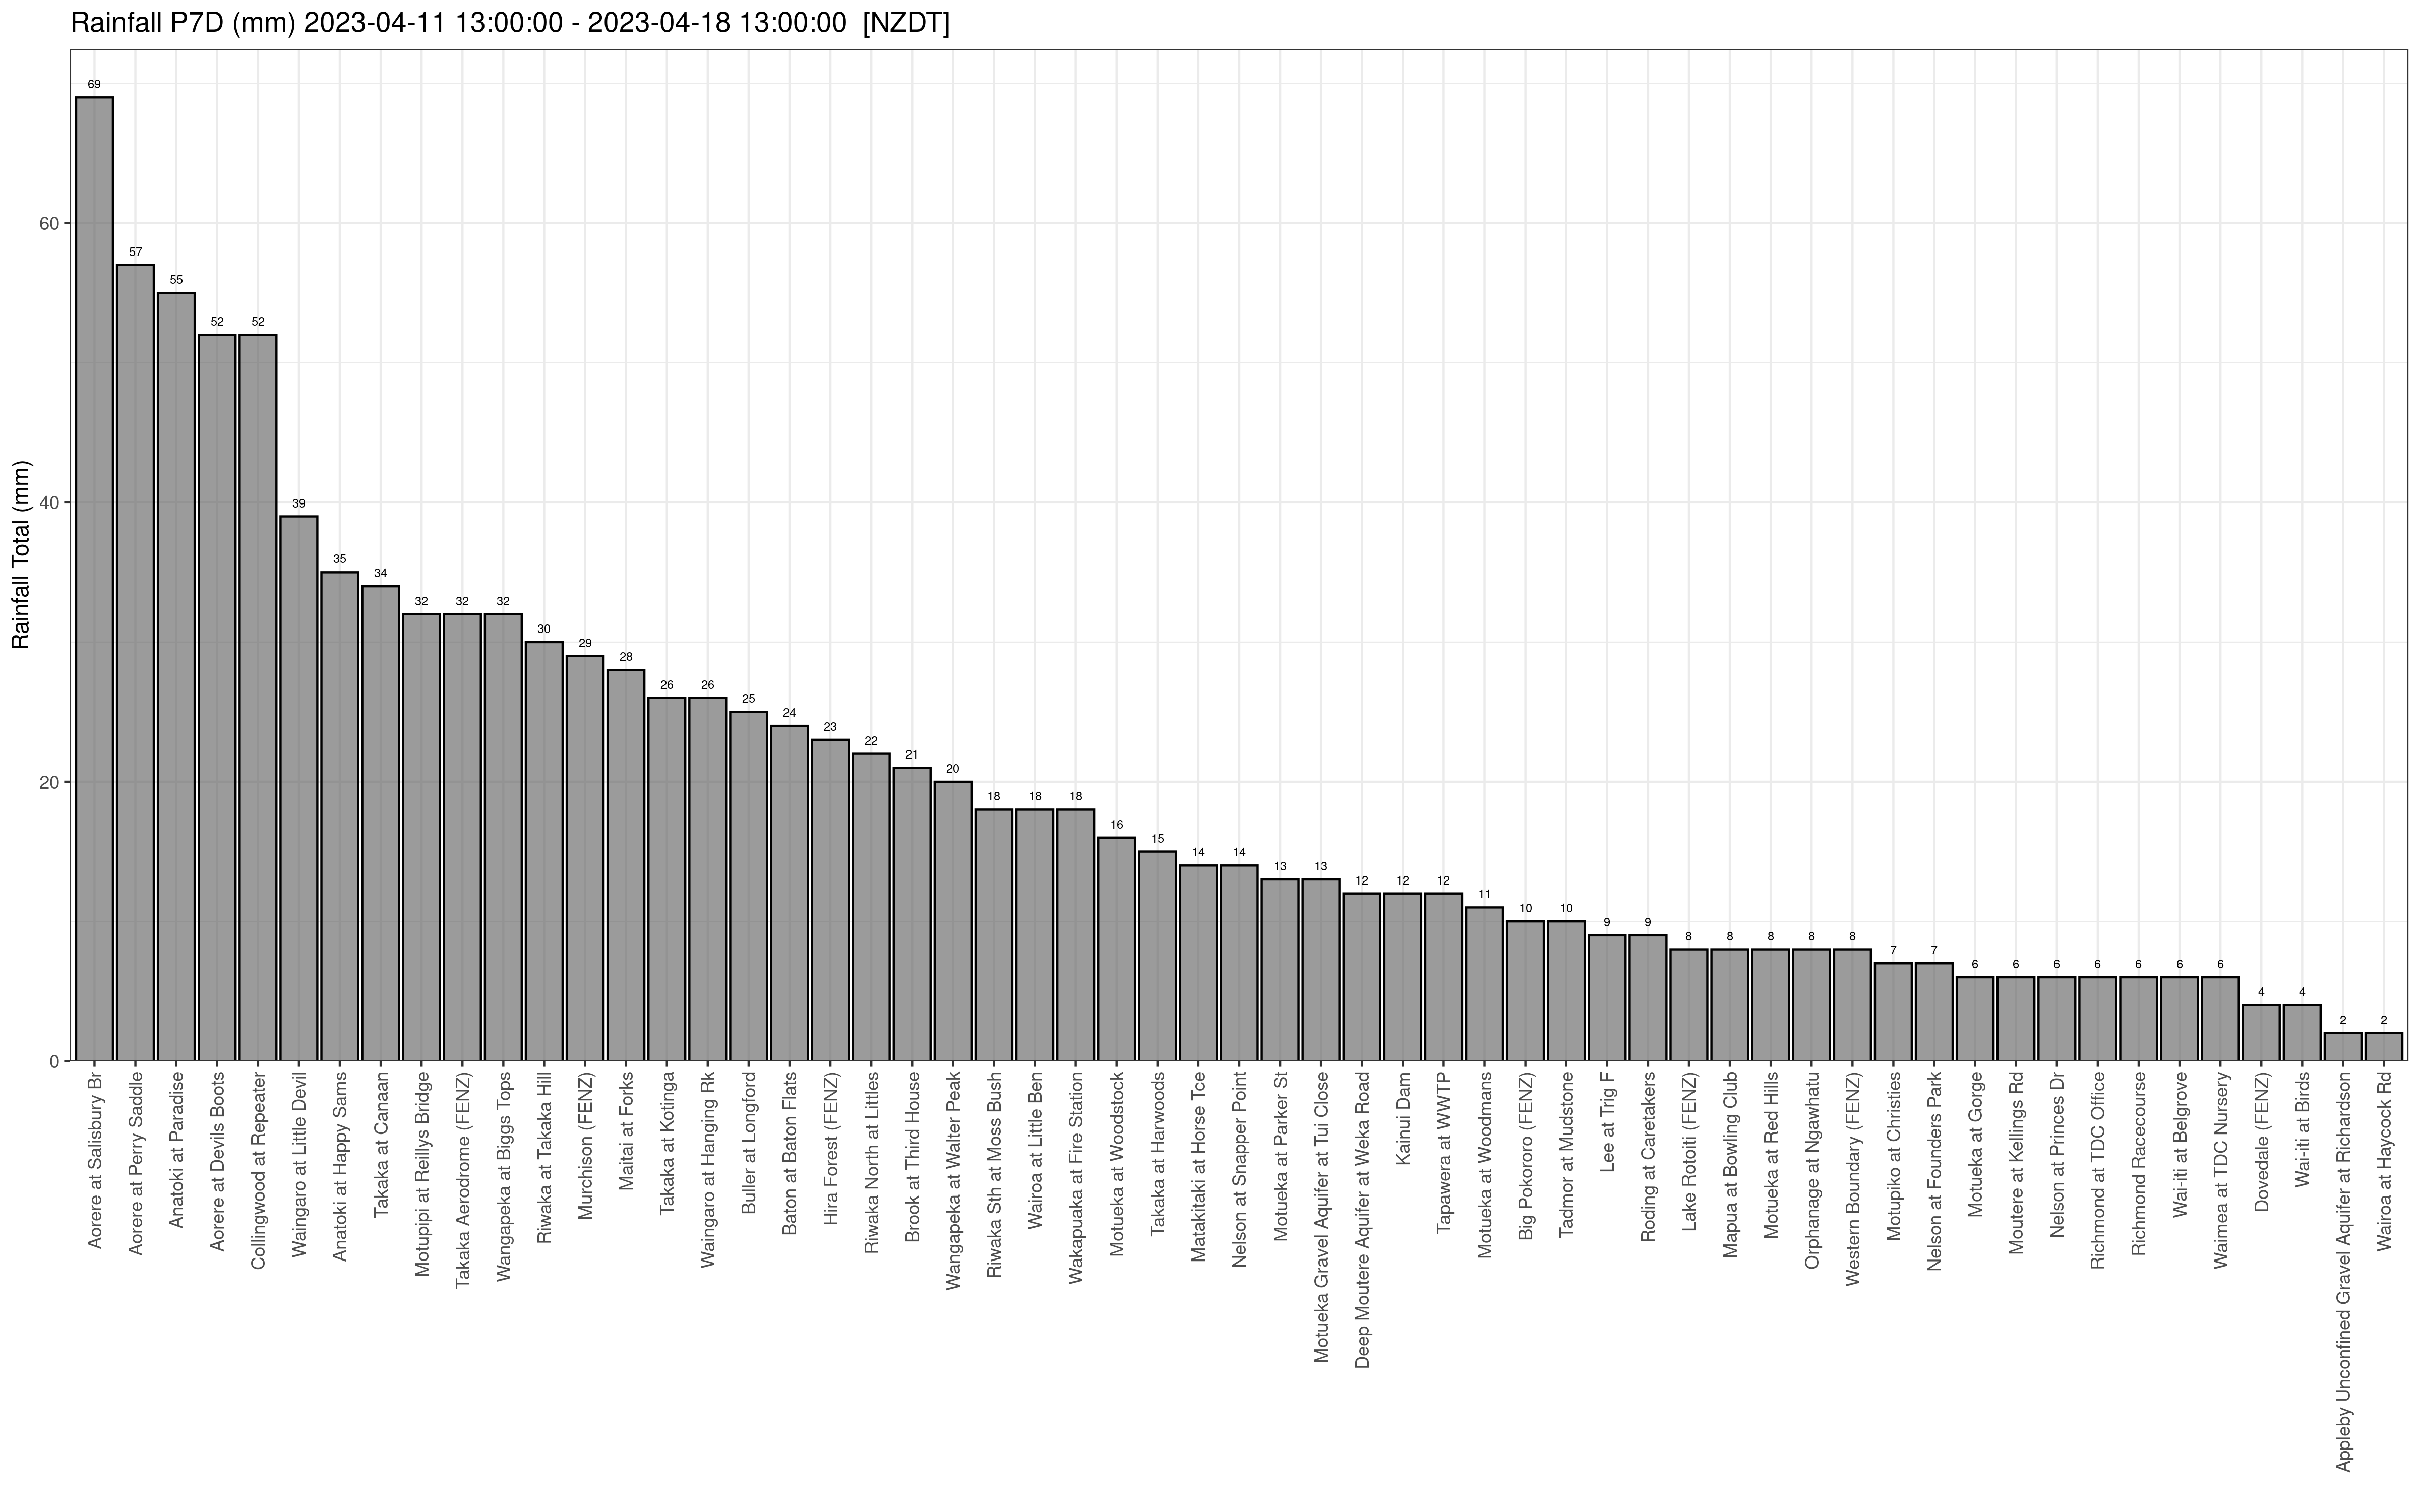 Rainfall P7D (mm) 2023-04-11 13:00:00 - 2023-04-18 13:00:00 [NZDT]
Rainfall Total (mm)
60
40
20
0
69
57
55
52
52
39
35
34
32
32
32
30
29
28
26
26
25
24
23
22
21
20
18
18
18
16
15
14
14
13
13
12
12
12
11
10
10
9
9
8
8
8
8
8
7
7
6
6
6
6
6
6
6
4
4
2
2
Aorere at Salisbury Br
Aorere at Perry Saddle
Anatoki at Paradise
Aorere at Devils Boots
Collingwood at Repeater
Waingaro at Little Devil
Anatoki at Happy Sams
Takaka at Canaan
Motupipi at Reillys Bridge
Takaka Aerodrome (FENZ)
Wangapeka at Biggs Tops
Riwaka at Takaka Hill
Murchison (FENZ)
Maitai at Forks
Takaka at Kotinga
Waingaro at Hanging Rk
Buller at Longford
Baton at Baton Flats
Hira Forest (FENZ)
Riwaka North at Littles
Brook at Third House
Wangapeka at Walter Peak
Riwaka Sth at Moss Bush
Wairoa at Little Ben
Wakapuaka at Fire Station
Motueka at Woodstock
Takaka at Harwoods
Matakitaki at Horse Tce
Nelson at Snapper Point
Motueka at Parker St
Motueka Gravel Aquifer at Tui Close
Deep Moutere Aquifer at Weka Road
Kainui Dam
Tapawera at WWTP
Motueka at Woodmans
Big Pokororo (FENZ)
Tadmor at Mudstone
Lee at Trig F
Roding at Caretakers
Lake Rotoiti (FENZ)
Mapua at Bowling Club
Motueka at Red Hills
Orphanage at Ngawhatu
Western Boundary (FENZ)
Motupiko at Christies
Nelson at Founders Park
Motueka at Gorge
Moutere at Kellings Rd
Nelson at Princes Dr
Richmond at TDC Office
Richmond Racecourse
Wai-iti at Belgrove
Waimea at TDC Nursery
Dovedale (FENZ)
Wai-iti at Birds
Appleby Unconfined Gravel Aquifer at Richardson
Wairoa at Haycock Rd